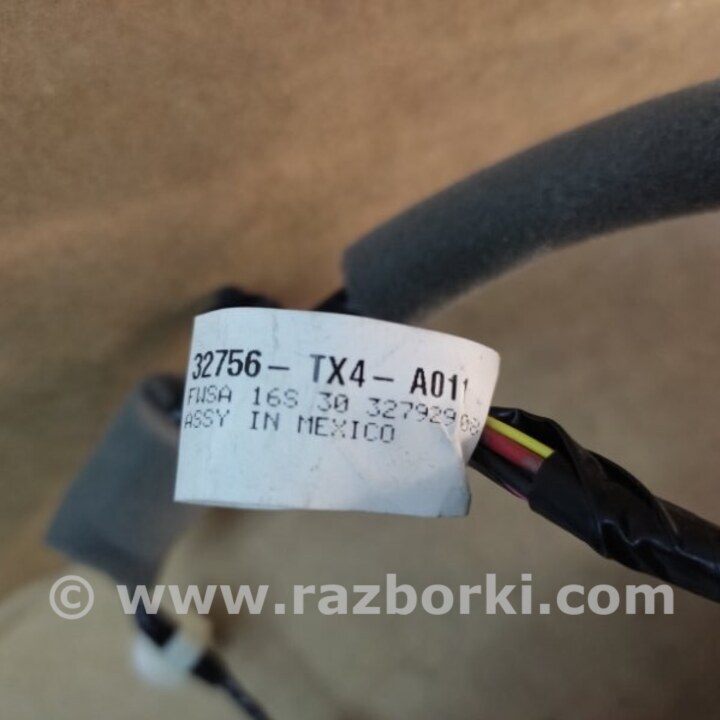 32756- TX4- A011
FWSA 16S 30 327929
ASSY IN MEXICO
© www.razborki.com